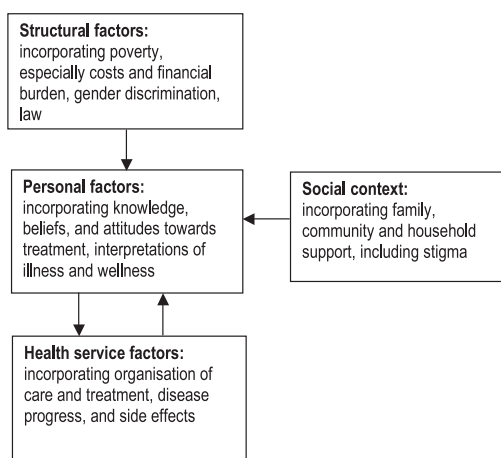 Structural factors:
incorporating poverty,
especially costs and financial
burden, gender discrimination,
law
Personal factors:
incorporating knowledge,
beliefs, and attitudes towards
treatment, interpretations of
illness and wellness
Social context:
incorporating family,
community and household
support, including stigma
Health service factors:
incorporating organisation of
care and treatment, disease
progress, and side effects